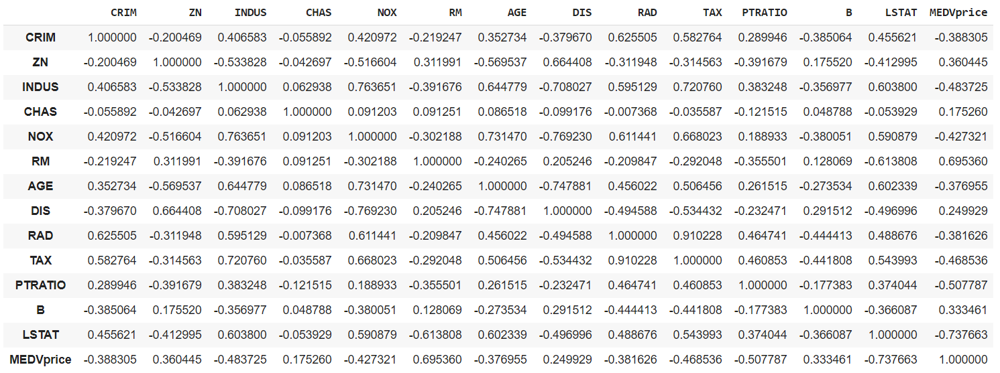 CRIM ZN INDUS CHAS NOX RM AGE DIS RAD TAX PTRATIO B LSTAT MEDVprice
CRIM 1.000000 -0.200469 0.406583 -0.055892 0.420972 -0.219247 0.352734 -0.379670 0.625505 0.582764 0.289946 -0.385064 0.455621 -0.388305
ZN -0.200469 1.000000 -0.533828 -0.042697 -0.516604 0.311991 -0.569537 0.664408 -0.311948 -0.314563 -0.391679 0.175520 -0.412995 0.360445
INDUS 0.406583 -0.533828 1.000000 0.062938 0.763651 -0.391676 0.644779 -0.708027 0.595129 0.720760 0.383248 -0.356977 0.603800 -0.483725
CHAS -0.055892 -0.042697 0.062938 1.000000 0.091203 0.091251 0.086518 -0.099176 -0.007368 -0.035587 -0.121515 0.048788 -0.053929 0.175260
NOX 0.420972 -0.516604 0.763651 0.091203 1.000000 -0.302188 0.731470 -0.769230 0.611441 0.668023 0.188933 -0.380051 0.590879 -0.427321
RM -0.219247 0.311991 -0.391676 0.091251 -0.302188 1.000000 -0.240265 0.205246 -0.209847 -0.292048 -0.355501 0.128069 -0.613808 0.695360
AGE 0.352734 -0.569537 0.644779 0.086518 0.731470 -0.240265 1.000000 -0.747881 0.456022 0.506456 0.261515 -0.273534 0.602339 -0.376955
DIS -0.379670 0.664408 -0.708027 -0.099176 -0.769230 0.205246 -0.747881 1.000000 -0.494588 -0.534432 -0.232471 0.291512 -0.496996 0.249929
RAD 0.625505 -0.311948 0.595129 -0.007368 0.611441 -0.209847 0.456022 -0.494588 1.000000 0.910228 0.464741 -0.444413 0.488676 -0.381626
TAX 0.582764 -0.314563 0.720760 -0.035587 0.668023 -0.292048 0.506456 -0.534432 0.910228 1.000000 0.460853 -0.441808 0.543993 -0.468536
PTRATIO 0.289946 -0.391679 0.383248 -0.121515 0.188933 -0.355501 0.261515 -0.232471 0.464741 0.460853 1.000000 -0.177383 0.374044 -0.507787
B -0.385064 0.175520 -0.356977 0.048788 -0.380051 0.128069 -0.273534 0.291512 -0.444413 -0.441808 -0.177383 1.000000 -0.366087 0.333461
LSTAT 0.455621 -0.412995 0.603800 -0.053929 0.590879 -0.613808 0.602339 -0.496996 0.488676 0.543993 0.374044 -0.366087 1.000000 -0.737663
MEDVprice -0.388305 0.360445 -0.483725 0.175260 -0.427321 0.695360 -0.376955 0.249929 -0.381626 -0.468536 -0.507787 0.333461 -0.737663 1.000000